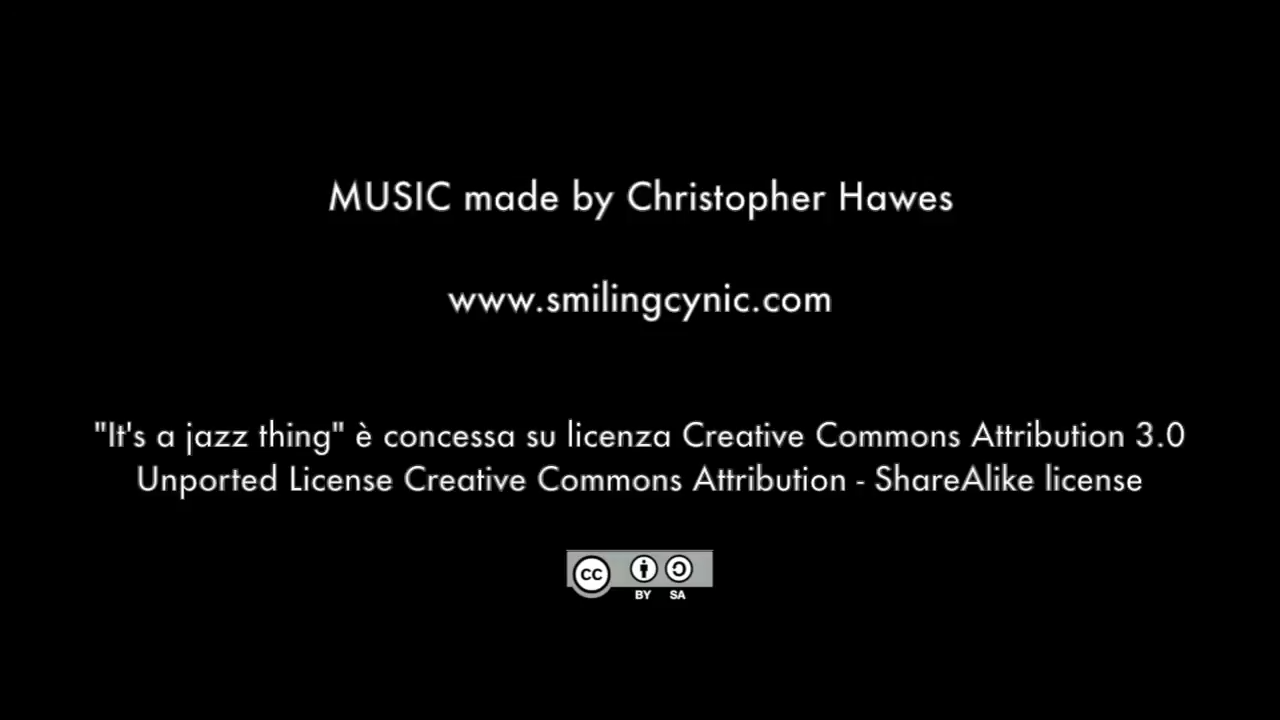 MUSIC made by Christopher Hawes
www.smilingcynic.com
"It's a jazz thing" è concessa su licenza Creative Commons Attribution 3.0
Unported License Creative Commons Attribution - ShareAlike license
cc
BY SA